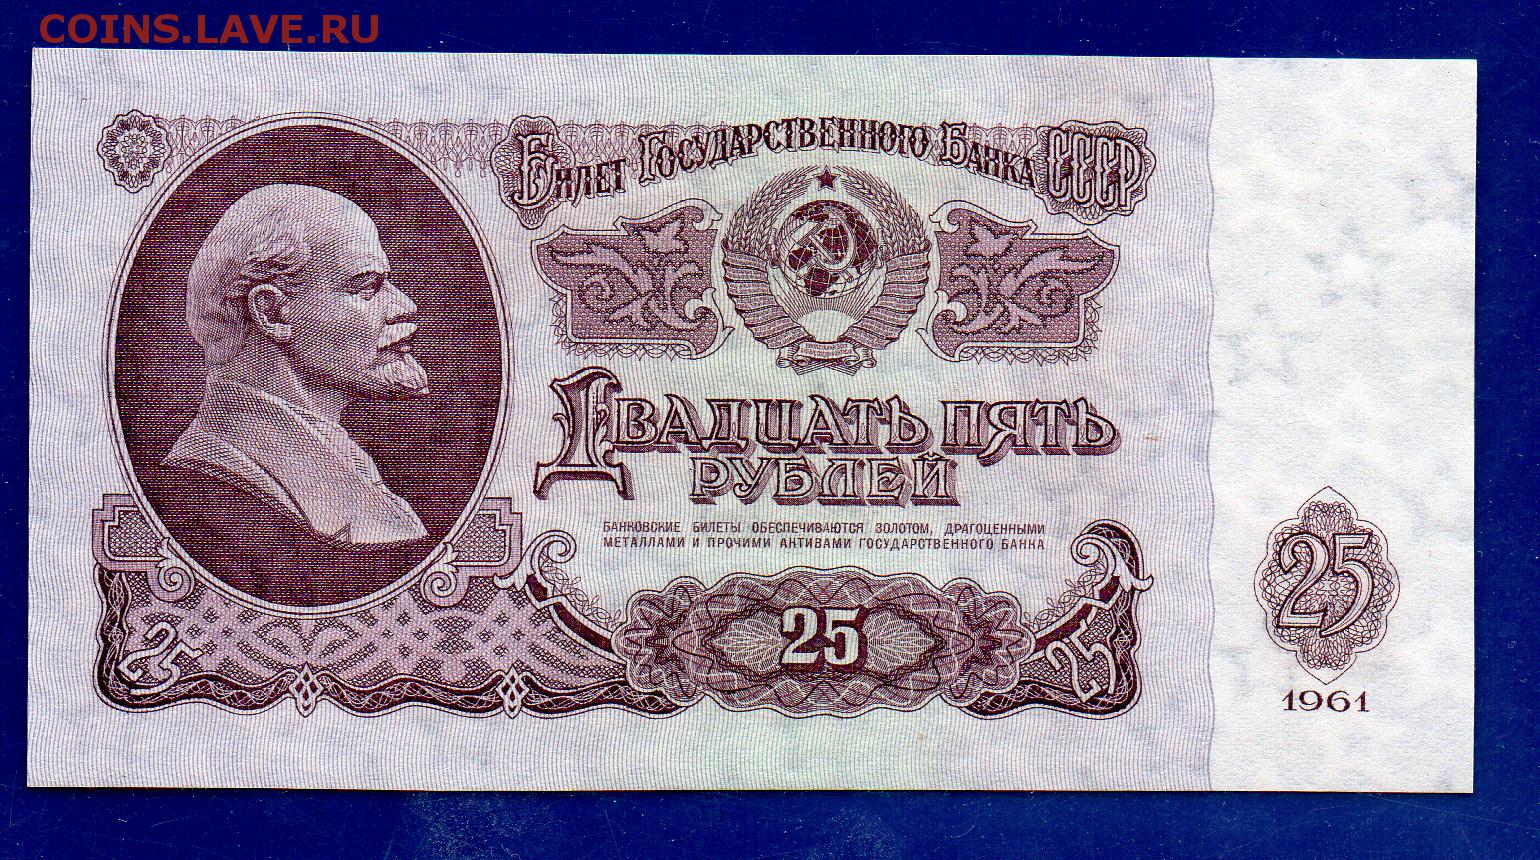 COINS.LAVE.RU
Билет Государственного Банка СССР
Двадцать пять
рублей
БАНКОВСКИЕ БИЛЕТЫ ОБЕСПЕЧИВАЮТСЯ ЗОЛОТОМ, ДРАГОЦЕННЫМИ
МЕТАЛЛАМИ И ПРОЧИМИ АКТИВАМИ ГОСУДАРСТВЕННОГО БАНКА
25
25
25
25
1961